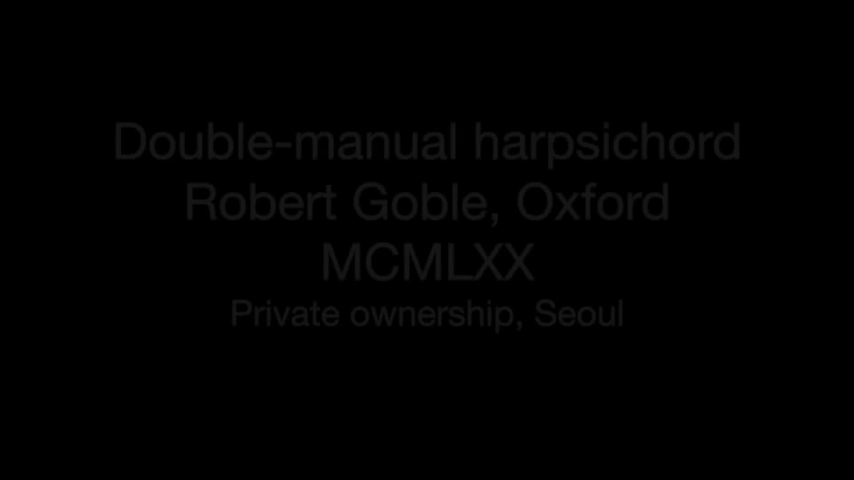 Double-manual harpsichord
Robert Goble, Oxford
MCMLXX
Private ownership, Seoul